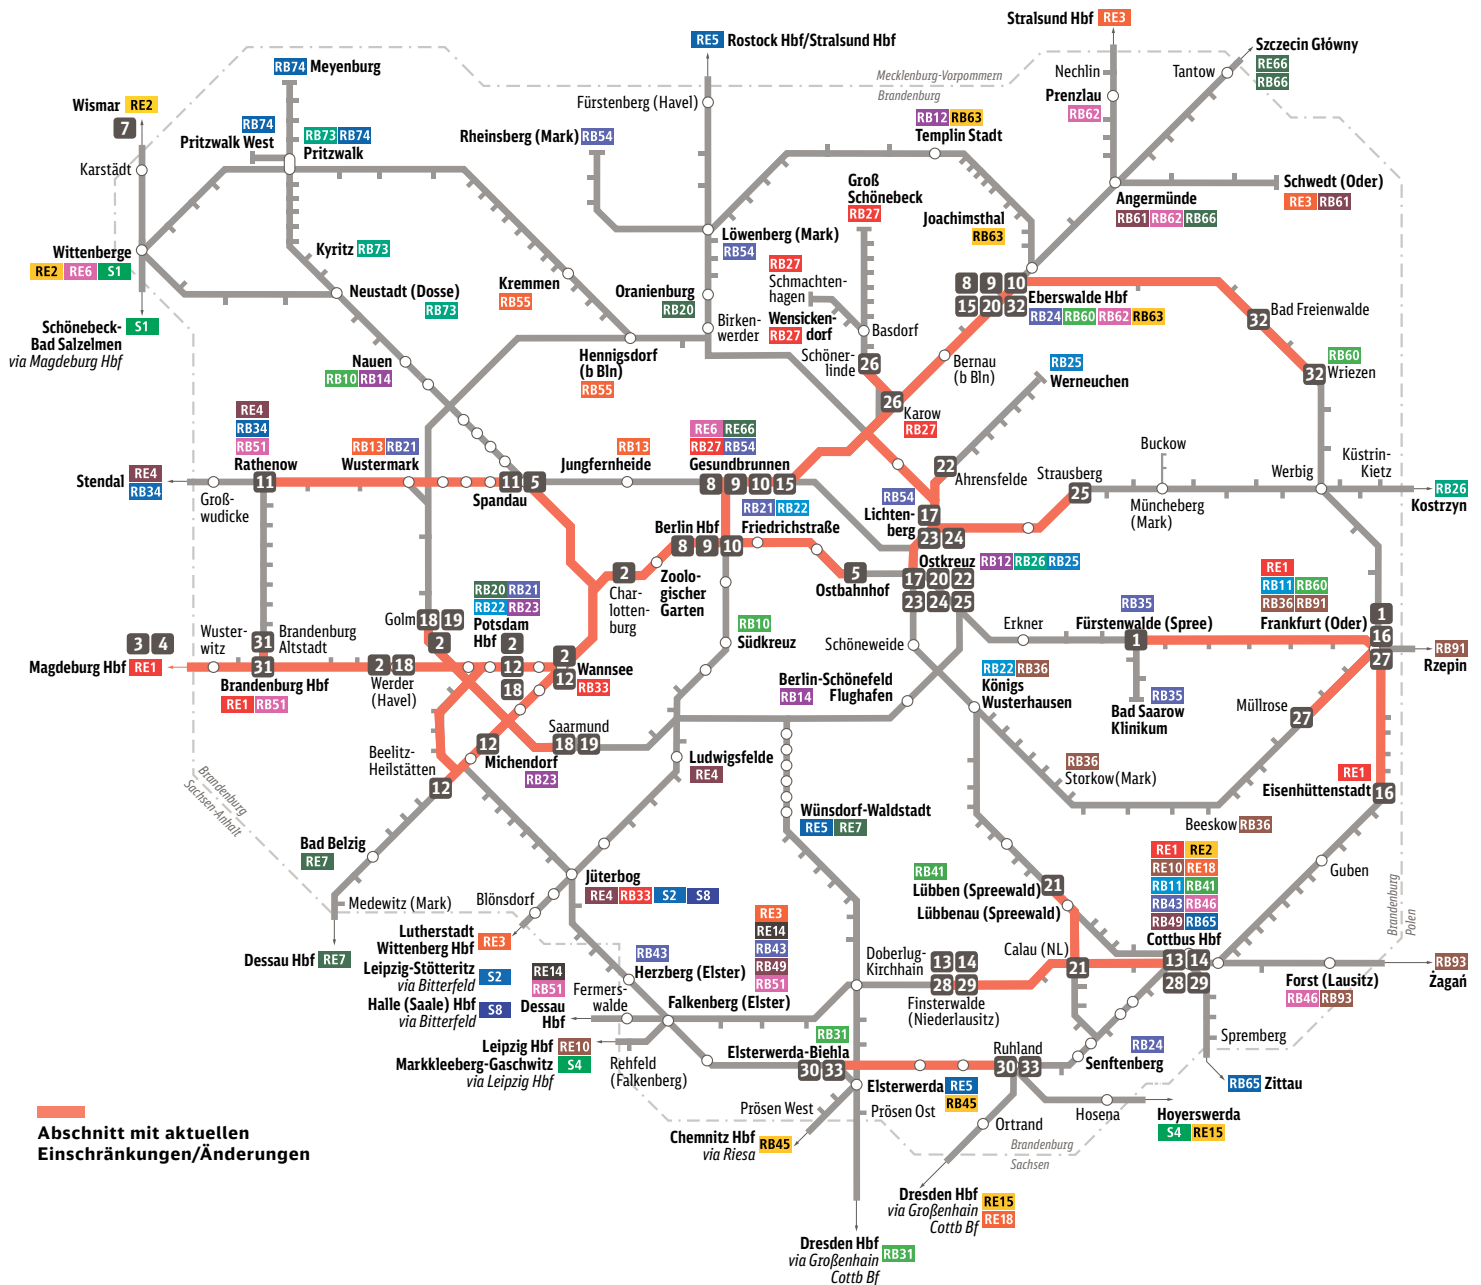 Stralsund Hbf RE3
RE5 Rostock Hbf/Stralsund Hbf
Szczecin Główny
RE66
RB66
Mecklenburg-Vorpommern
Brandenburg
Nechlin
Tantow
RB74 Meyenburg
Wismar RE2
7
Prenzlau
RB62
Fürstenberg (Havel)
RB74
Pritzwalk West
RB73 RB74
Pritzwalk
Rheinsberg (Mark) RB54
RB12 RB63
Templin Stadt
Karstädt
Groß
Schönebeck
RB27
Schwedt (Oder)
RE3 RB61
Angermünde
RB61 RB62 RB66
Joachimsthal
RB63
Wittenberge
RE2 RE6 S1
Kyritz RB73
Löwenberg (Mark)
RB54
RB27
Schmachten-
hagen
Wensicken-
dorf
RB27
Basdorf
Neustadt (Dosse)
RB73
Kremmen
RB55
Oranienburg
RB20
Birken-
werder
8 9 10
15 20 32
Eberswalde Hbf
RB24 RB60 RB62 RB63
32
Bad Freienwalde
Schönebeck-
Bad Salzelmen
via Magdeburg Hbf
S1
Hennigsdorf
(b Bln)
RB55
Schöner-
linde
26
Bernau
(b Bln)
RB25
Werneuchen
RB60
32
Wriezen
Nauen
RB10 RB14
26
Karow
RB27
RE4
RB34
RB51
Rathenow
11
RB13 RB21
Wustermark
RB13
Jungfernheide
RE6 RE66
RB27 RB54
Gesundbrunnen
8 9 10 15
22
Ahrensfelde
Buckow
Strausberg
25
Müncheberg
(Mark)
Werbig
Küstrin-
Kietz
RB26
Kostrzyn
Stendal
RE4
RB34
Groß-
wudicke
11 5
Spandau
RB21 RB22
Friedrichstraße
Berlin Hbf
8 9 10
RB54
Lichten-
berg
17
23 24
Ostkreuz RB12 RB26 RB25
17 20 22
23 24 25
2
Char-
lotten-
burg
Zoolo-
gischer
Garten
5
Ostbahnhof
RB20 RB21
RB22 RB23
Potsdam
Hbf
2
12
18
Golm
18 19
2
RB10
Südkreuz
Schöneweide
Erkner
RB35
Fürstenwalde (Spree)
1
RE1
RB11 RB60
RB36 RB91
Frankfurt (Oder)
1
16
27
RB91
Rzepin
3 4
Magdeburg Hbf
RE1
Wuster-
witz
31
Brandenburg
Altstadt
31
Brandenburg Hbf
RE1 RB51
2 18
Werder
(Havel)
2
12
Wannsee
RB33
Berlin-Schönefeld
Flughafen
RB14
RB22 RB36
Königs
Wusterhausen
RB35
Bad Saarow
Klinikum
Müllrose
27
Saarmund
18 19
12
Michendorf
RB23
Beelitz-
Heilstätten
12
Ludwigsfelde
RE4
RB36
Storkow(Mark)
RE1
Eisenhüttenstadt
16
Beeskow RB36
Brandenburg
Sachsen-Anhalt
Wünsdorf-Waldstadt
RE5 RE7
Bad Belzig
RE7
Jüterbog
RE4 RB33 S2 S8
RB41
Lübben (Spreewald)
21
Lübbenau (Spreewald)
RE1 RE2
RE10 RE18
RB11 RB41
RB43 RB46
RB49 RB65
Cottbus Hbf
13 14
28 29
Guben
Brandenburg
Polen
Medewitz (Mark)
Blönsdorf
Lutherstadt
Wittenberg Hbf
RE3
Leipzig-Stötteritz
via Bitterfeld
S2
Halle (Saale) Hbf
via Bitterfeld
S8
Dessau Hbf RE7
RE3
RE14
RB43
RB49
RB51
Falkenberg (Elster)
RB43
Herzberg (Elster)
RE14
RB51
Dessau
Hbf
Fermers-
walde
Doberlug-
Kirchhain
13 14
28 29
Finsterwalde
(Niederlausitz)
Calau (NL)
21
Forst (Lausitz)
RB46 RB93
RB93
Żagań
Leipzig Hbf RE10
Markkleeberg-Gaschwitz
via Leipzig Hbf
S4
Rehfeld
(Falkenberg)
RB31
Elsterwerda-Biehla
30 33
Ruhland
30 33
RB24
Senftenberg
Spremberg
RB65 Zittau
Elsterwerda RE5
RB45
Prösen West
Prösen Ost
Chemnitz Hbf
via Riesa
RB45
Hosena
Hoyerswerda
S4 RE15
Ortrand
Brandenburg
Sachsen
Dresden Hbf
via Großenhain
Cottb Bf
RE15
RE18
Dresden Hbf
via Großenhain
Cottb Bf
RB31
Abschnitt mit aktuellen
Einschränkungen/Änderungen